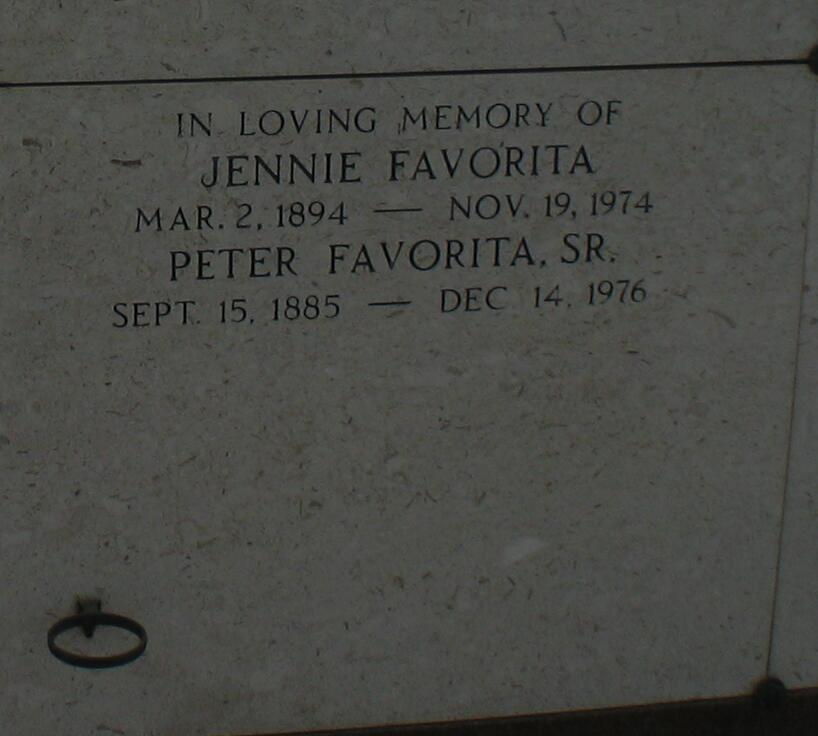 IN LOVING MEMORY OF
JENNIE FAVORITA
MAR. 2, 1894 — NOV. 19, 1974
PETER FAVORITA, SR.
SEPT. 15, 1885 — DEC 14, 1976